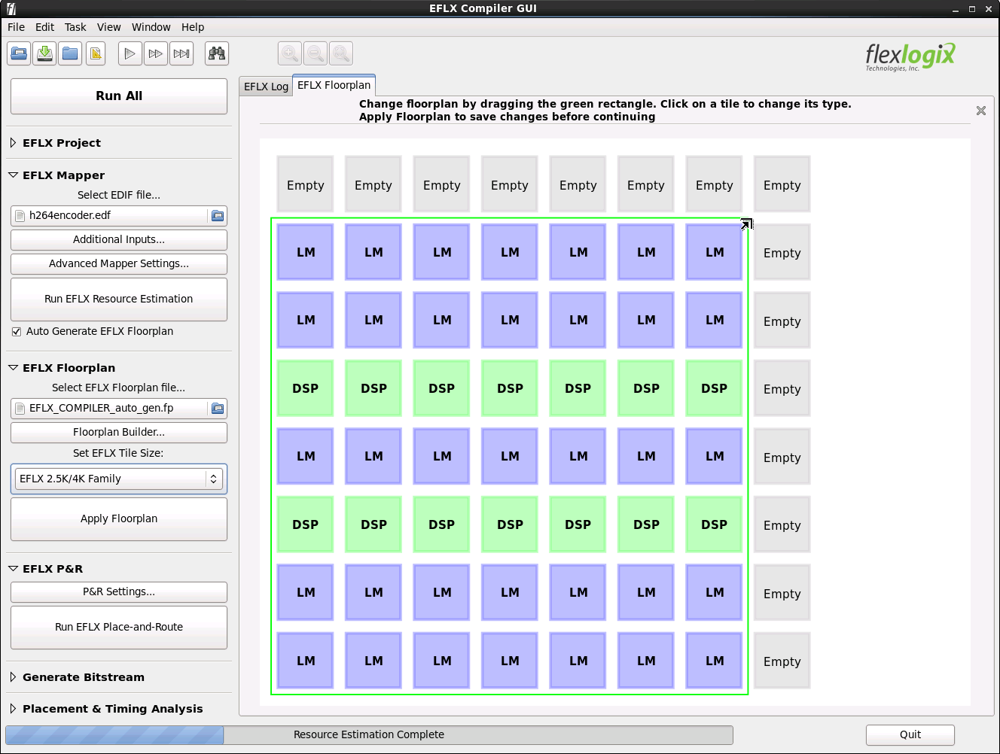 EFLX Compiler GUI
File Edit Task View Window Help
flexlogix
Technologies, Inc.
Run All
EFLX Project
EFLX Mapper
Select EDIF file...
h264encoder.edf
Additional Inputs...
Advanced Mapper Settings...
Run EFLX Resource Estimation
Auto Generate EFLX Floorplan
EFLX Floorplan
Select EFLX Floorplan file...
EFLX_COMPILER_auto_gen.fp
Floorplan Builder...
Set EFLX Tile Size:
EFLX 2.5K/4K Family
Apply Floorplan
EFLX P&R
P&R Settings...
Run EFLX Place-and-Route
Generate Bitstream
Placement & Timing Analysis
EFLX Log EFLX Floorplan
Change floorplan by dragging the green rectangle. Click on a tile to change its type.
Apply Floorplan to save changes before continuing
Empty Empty Empty Empty Empty Empty Empty Empty
LM LM LM LM LM LM LM Empty
LM LM LM LM LM LM LM Empty
DSP DSP DSP DSP DSP DSP DSP Empty
LM LM LM LM LM LM LM Empty
DSP DSP DSP DSP DSP DSP DSP Empty
LM LM LM LM LM LM LM Empty
LM LM LM LM LM LM LM Empty
Resource Estimation Complete
Quit